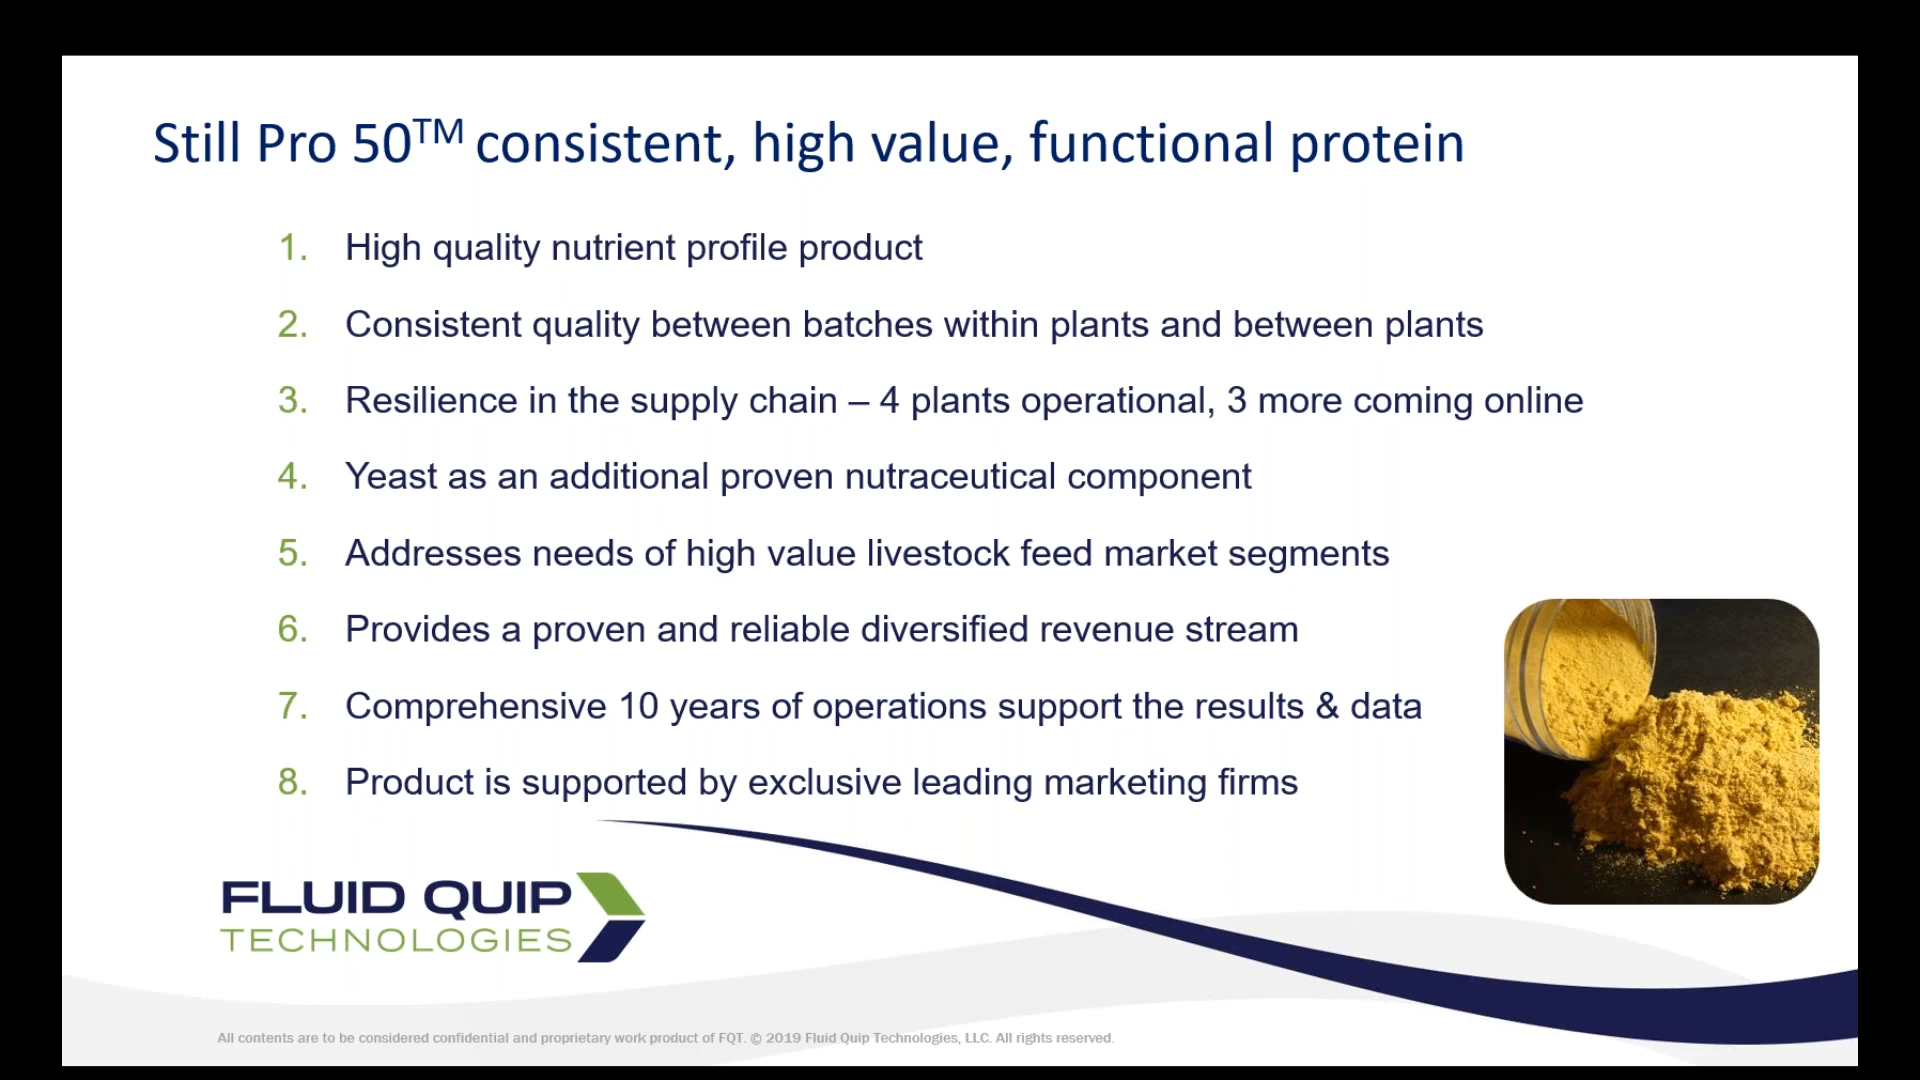 Still Pro 50TM consistent, high value, functional protein
1. High quality nutrient profile product
2. Consistent quality between batches within plants and between plants
3. Resilience in the supply chain – 4 plants operational, 3 more coming online
4. Yeast as an additional proven nutraceutical component
5. Addresses needs of high value livestock feed market segments
6. Provides a proven and reliable diversified revenue stream
7. Comprehensive 10 years of operations support the results & data
8. Product is supported by exclusive leading marketing firms
FLUID QUIP
TECHNOLOGIES
All contents are to be considered confidential and proprietary work product of FQT. © 2019 Fluid Quip Technologies, LLC. All rights reserved.